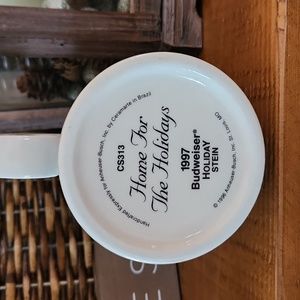 Handcrafted Expressly for Anheuser-Busch, Inc. by Ceramarte in Brazil
CS313
Home For
The Holidays
1997
Budweiser®
HOLIDAY
STEIN
© 1996 Anheuser-Busch, Inc. St. Louis, MO